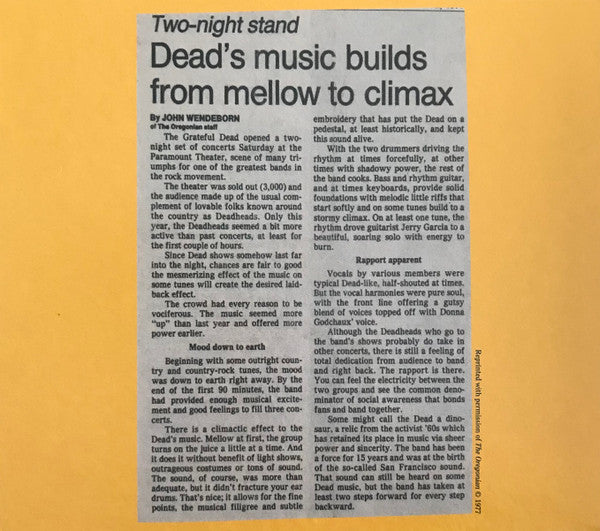 Two-night stand
Dead's music builds
from mellow to climax
By JOHN WENDEBORN
of The Oregonian staff
The Grateful Dead opened a two-
night set of concerts Saturday at the
Paramount Theater, scene of many tri-
umphs for one of the greatest bands in
the rock movement.
The theater was sold out (3,000) and
the audience made up of the usual com-
plement of lovable folks known around
the country as Deadheads. Only this
year, the Deadheads seemed a bit more
active than past concerts, at least for
the first couple of hours.
Since Dead shows somehow last far
into the night, chances are fair to good
the mesmerizing effect of the music on
some tunes will create the desired laid-
back effect.
The crowd had every reason to be
vociferous. The music seemed more
"up" than last year and offered more
power earlier.
Mood down to earth
Beginning with some outright coun-
try and country-rock tunes, the mood
was down to earth right away. By the
end of the first 90 minutes, the band
had provided enough musical excite-
ment and good feelings to fill three con-
certs.
There is a climactic effect to the
Dead's music. Mellow at first, the group
turns on the juice a little at a time. And
it does it without benefit of light shows,
outrageous costumes or tons of sound.
The sound, of course, was more than
adequate, but it didn't fracture your ear
drums. That's nice; it allows for the fine
points, the musical filigree and subtle
embroidery that has put the Dead on a
pedestal, at least historically, and kept
this sound alive.
With the two drummers driving the
rhythm at times forcefully, at other
times with shadowy power, the rest of
the band cooks. Bass and rhythm guitar,
and at times keyboards, provide solid
foundations with melodic little riffs that
start softly and on some tunes build to a
stormy climax. On at least one tune, the
rhythm drove guitarist Jerry Garcia to a
beautiful, soaring solo with energy to
burn.
Rapport apparent
Vocals by various members were
typical Dead-like, half-shouted at times.
But the vocal harmonies were pure soul,
with the front line offering a gutsy
blend of voices topped off with Donna
Godchaux' voice.
Although the Deadheads who go to
the band's shows probably do take in
other concerts, there is still a feeling of
total dedication from audience to band
and right back. The rapport is there.
You can feel the electricity between the
two groups and see the common deno-
minator of social awareness that bonds
fans and band together.
Some might call the Dead a dino-
saur, a relic from the activist '60s which
has retained its place in music via sheer
power and sincerity. The band has been
a force for 15 years and was at the birth
of the so-called San Francisco sound.
That sound can still be heard on some
Dead music, but the band has taken at
least two steps forward for every step
backward.
Reprinted with permission of The Oregonian © 1977